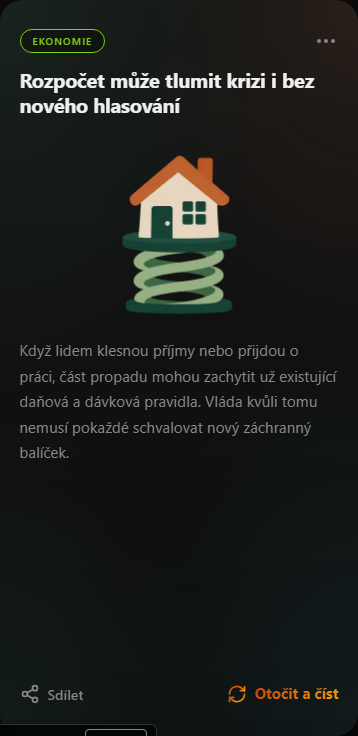 EKONOMIE
Rozpočet může tlumit krizi i bez
nového hlasování
Když lidem klesnou příjmy nebo přijdou o
práci, část propadu mohou zachytit už existující
daňová a dávková pravidla. Vláda kvůli tomu
nemusí pokaždé schvalovat nový záchranný
balíček.
Sdílet
Otočit a číst